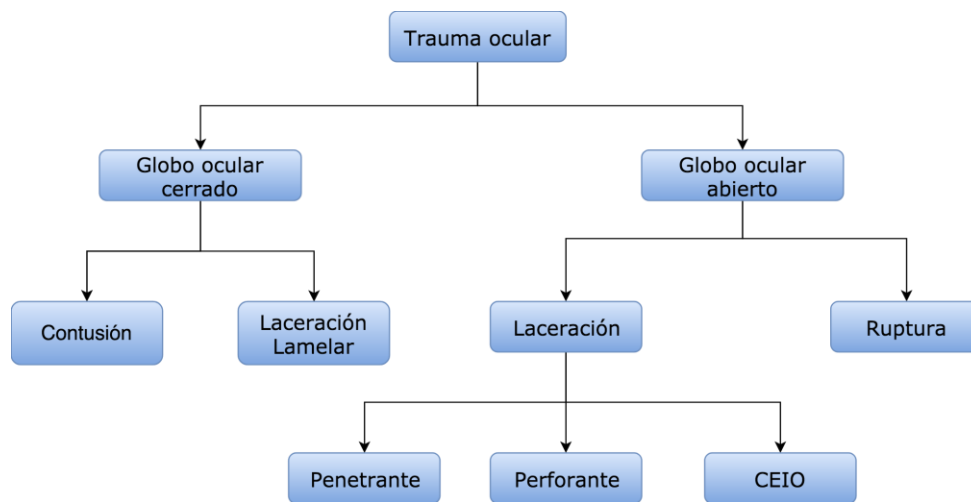 Trauma ocular
Globo ocular
cerrado
Globo ocular
abierto
Contusión
Laceración
Lamelar
Laceración
Ruptura
Penetrante
Perforante
CEIO